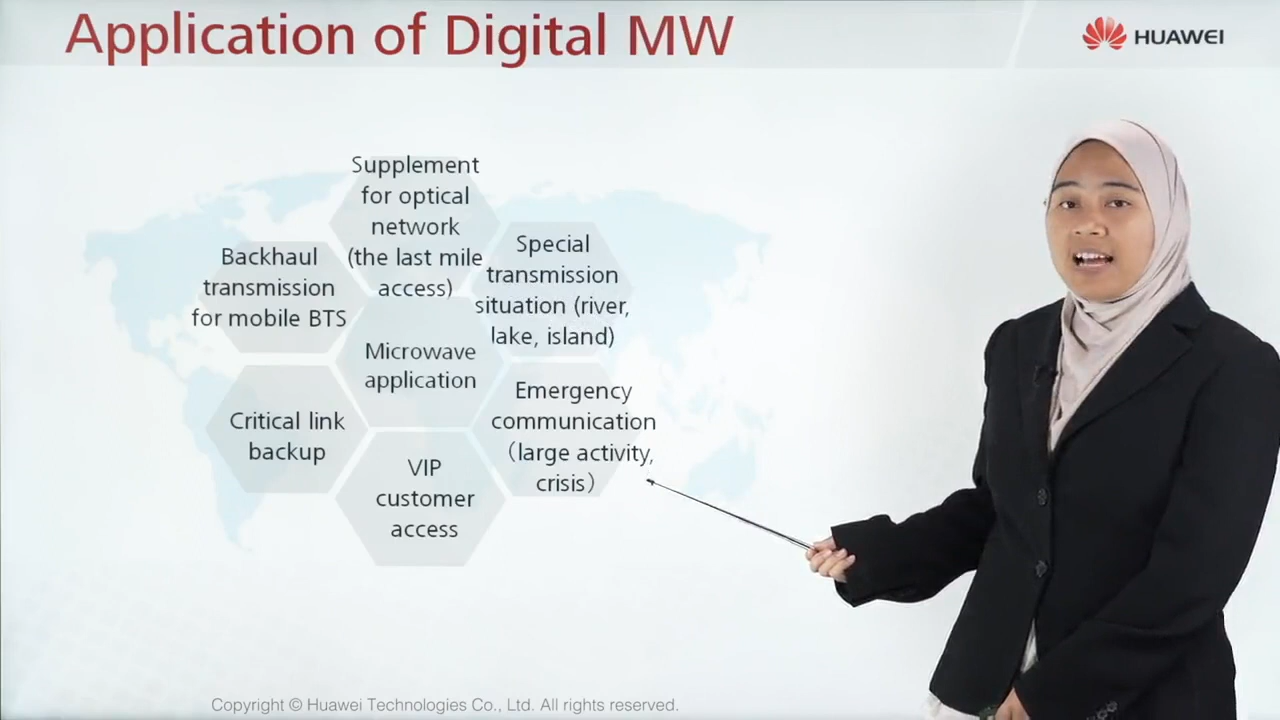 Application of Digital MW
HUAWEI
Supplement
for optical
network
(the last mile
access)
Backhaul
transmission
for mobile BTS
Special
transmission
situation (river,
lake, island)
Microwave
application
Emergency
communication
（large activity,
crisis）
Critical link
backup
VIP
customer
access
Copyright © Huawei Technologies Co., Ltd. All rights reserved.